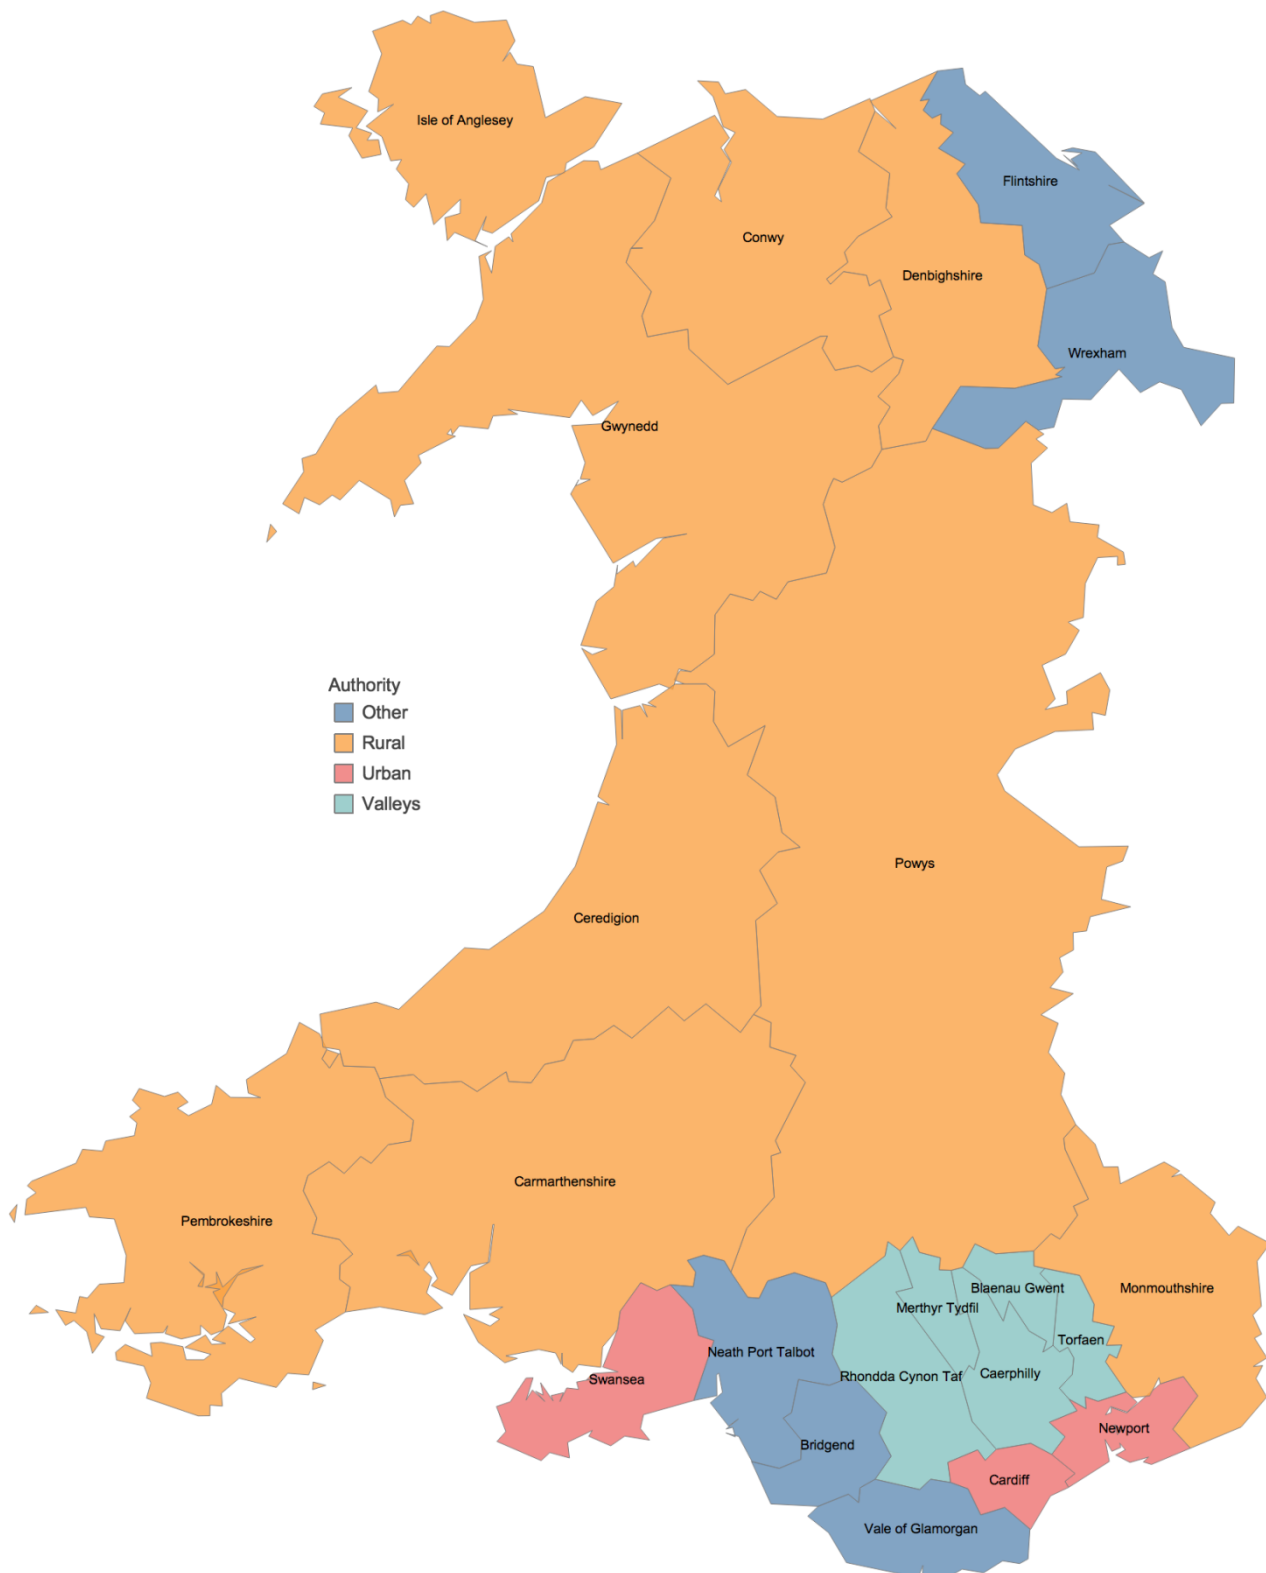 Isle of Anglesey
Flintshire
Conwy
Denbighshire
Wrexham
Gwynedd
Authority
Other
Rural
Urban
Valleys
Powys
Ceredigion
Carmarthenshire
Pembrokeshire
Blaenau Gwent
Monmouthshire
Merthyr Tydfil
Torfaen
Neath Port Talbot
Caerphilly
Rhondda Cynon Taf
Swansea
Newport
Bridgend
Cardiff
Vale of Glamorgan